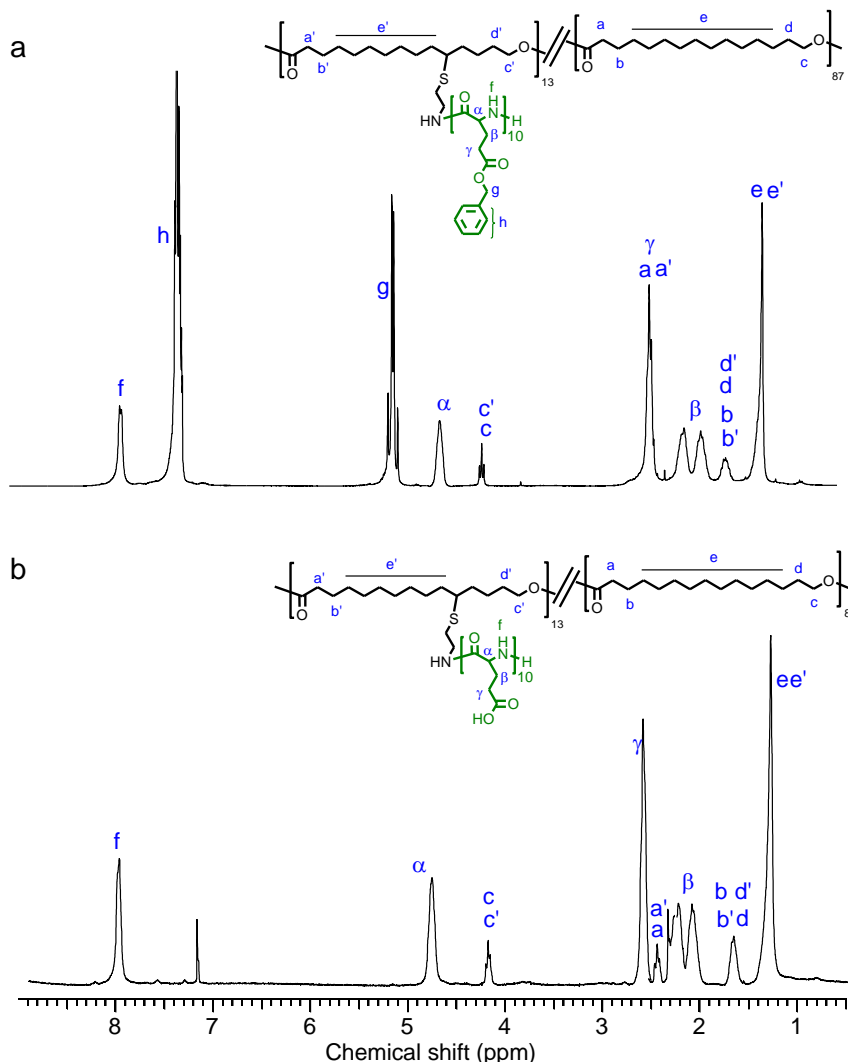 a
a' e' d' a e d
O b' c' O O b c O
13 87
S
f
O H
HN α N H
β 10
γ
O
O
g
h
h
g
f
α
c'
c
γ
a a'
β
d'
d
b
b'
e e'
b
a' e' d' a e d
O b' c' O O b c O
13 8
S
f
O H
HN α N H
β 10
γ
HO O
f
α
c
c'
γ
a'
a
β
b d'
b' d
ee'
8 7 6 5 4 3 2 1
Chemical shift (ppm)